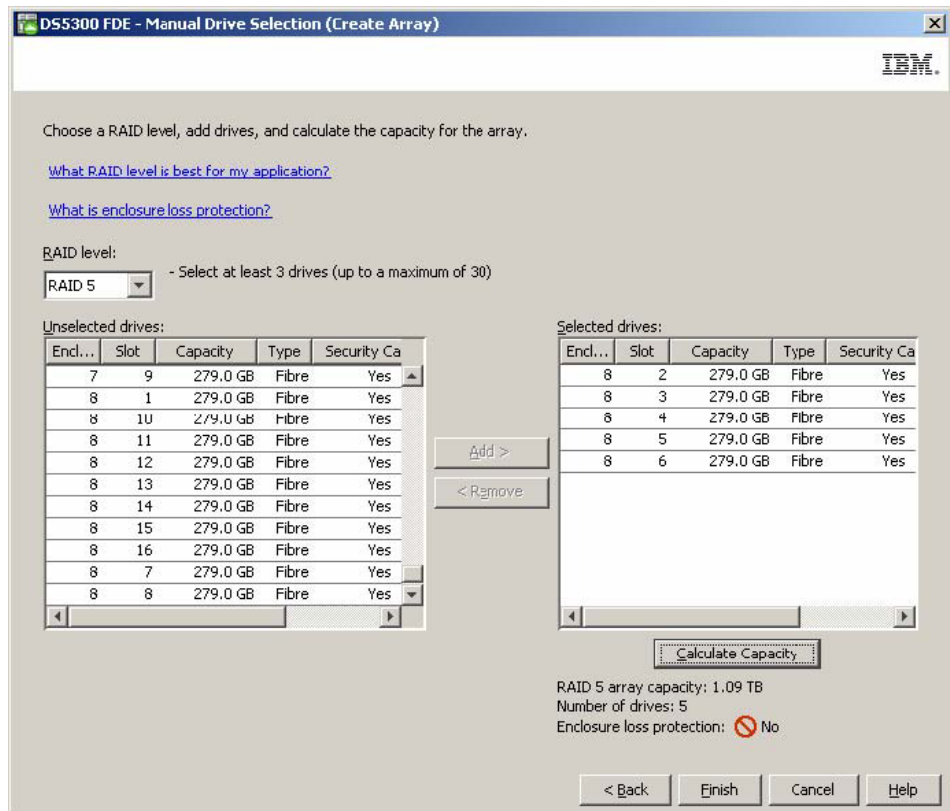 DS5300 FDE - Manual Drive Selection (Create Array)
IBM.
Choose a RAID level, add drives, and calculate the capacity for the array.
What RAID level is best for my application?
What is enclosure loss protection?
RAID level:
RAID 5 - Select at least 3 drives (up to a maximum of 30)
Unselected drives:
Encl... Slot Capacity Type Security Ca
7 9 279.0 GB Fibre Yes
8 1 279.0 GB Fibre Yes
8 10 279.0 GB Fibre Yes
8 11 279.0 GB Fibre Yes
8 12 279.0 GB Fibre Yes
8 13 279.0 GB Fibre Yes
8 14 279.0 GB Fibre Yes
8 15 279.0 GB Fibre Yes
8 16 279.0 GB Fibre Yes
8 7 279.0 GB Fibre Yes
8 8 279.0 GB Fibre Yes
Add >
< Remove
Selected drives:
Encl... Slot Capacity Type Security Ca
8 2 279.0 GB Fibre Yes
8 3 279.0 GB Fibre Yes
8 4 279.0 GB Fibre Yes
8 5 279.0 GB Fibre Yes
8 6 279.0 GB Fibre Yes
Calculate Capacity
RAID 5 array capacity: 1.09 TB
Number of drives: 5
Enclosure loss protection: No
< Back Finish Cancel Help